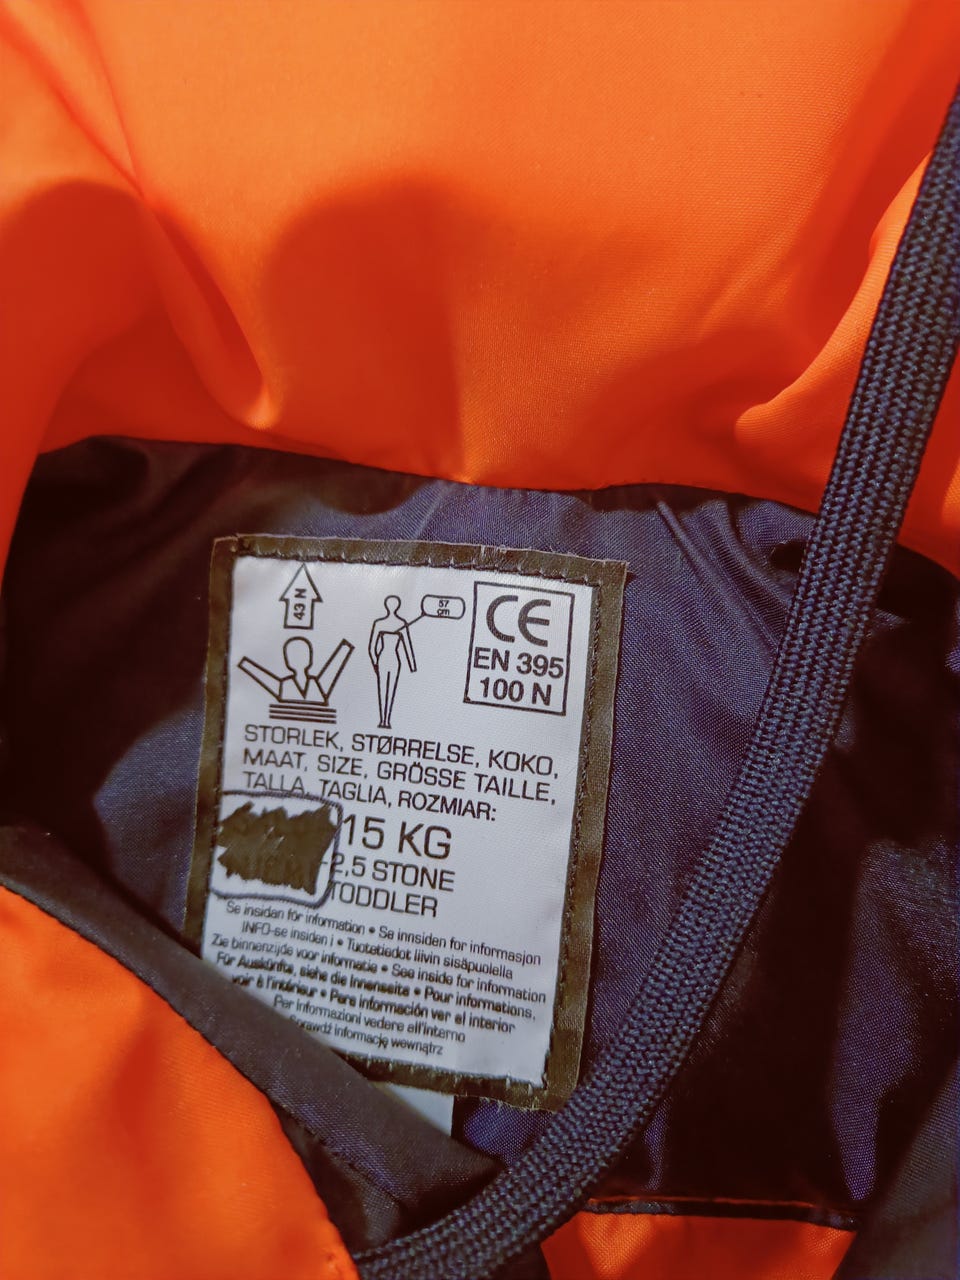 43 N
57
cm
CE
EN 395
100 N
STORLEK, STØRRELSE, KOKO,
MAAT, SIZE, GRÖSSE TAILLE,
TALLA, TAGLIA, ROZMIAR:
15 KG
2,5 STONE
TODDLER
Se insidan för information • Se innsiden for informasjon
INFO-se insiden i • Tuotetiedot liivin sisäpuolella
Zie binnenzijde voor informatie • See inside for information
Für Auskünfte, siehe die Innenseite • Pour informations,
voir à l'intérieur • Para información ver al interior
Per informazioni vedere all'interno
Sprawdź informację wewnątrz